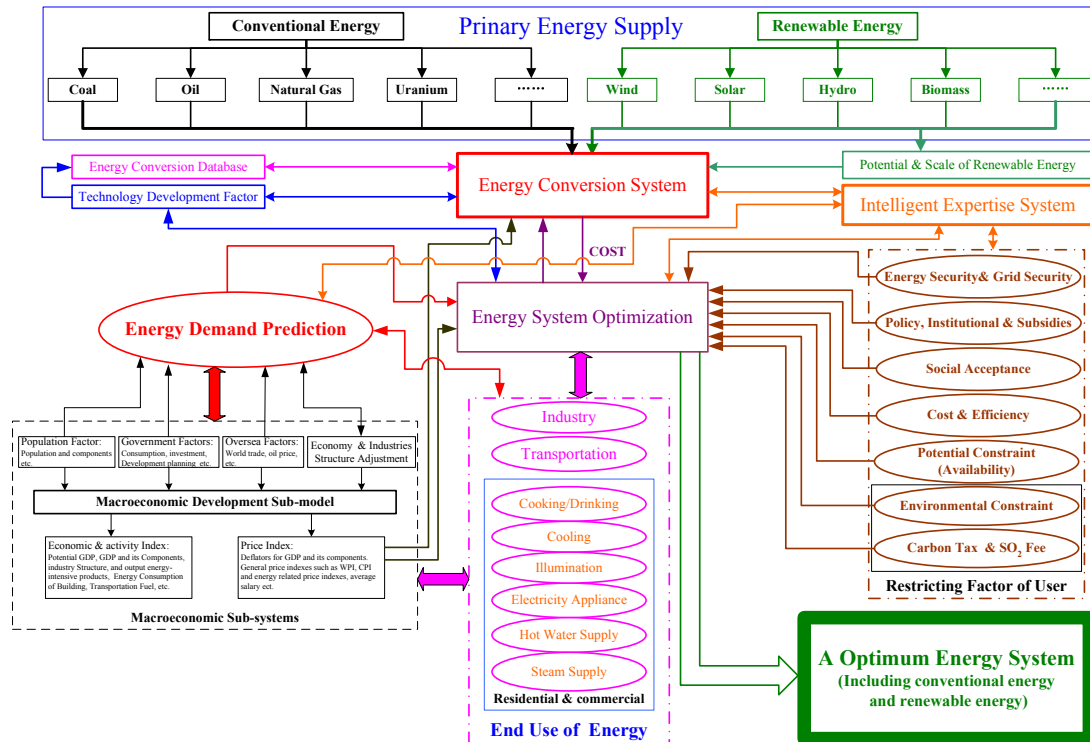 Prinary Energy Supply
Conventional Energy
Renewable Energy
Coal
Oil
Natural Gas
Uranium
……
Wind
Solar
Hydro
Biomass
……
Energy Conversion Database
Technology Development Factor
Energy Conversion System
Potential & Scale of Renewable Energy
Intelligent Expertise System
COST
Energy Demand Prediction
Energy System Optimization
Energy Security& Grid Security
Policy, Institutional & Subsidies
Social Acceptance
Cost & Efficiency
Potential Constraint
(Availability)
Environmental Constraint
Carbon Tax & SO₂ Fee
Restricting Factor of User
Population Factor:
Population and components
etc.
Government Factors:
Consumption, investment,
Development planning etc.
Oversea Factors:
World trade, oil price,
etc.
Economy & Industries
Structure Adjustment
Macroeconomic Development Sub-model
Economic & activity Index:
Potential GDP, GDP and its Components,
industry Structure, and output energy-
intensive products, Energy Consumption
of Building, Transportation Fuel, etc.
Price Index:
Deflators for GDP and its components.
General price indexes such as WPI, CPI
and energy related price indexes, average
salary ect.
Macroeconomic Sub-systems
Industry
Transportation
Cooking/Drinking
Cooling
Illumination
Electricity Appliance
Hot Water Supply
Steam Supply
Residential & commercial
End Use of Energy
A Optimum Energy System
(Including conventional energy
and renewable energy)